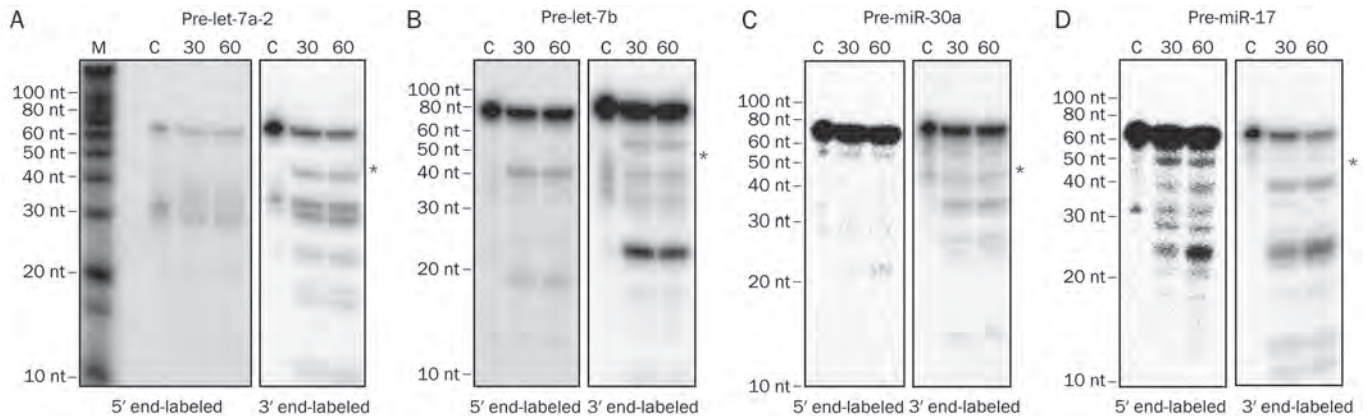 A Pre-let-7a-2
M C 30 60 C 30 60
100 nt
80 nt
60 nt
50 nt
40 nt *
30 nt
20 nt
10 nt
5′ end-labeled 3′ end-labeled
B Pre-let-7b
C 30 60 C 30 60
100 nt
80 nt
60 nt
50 nt *
40 nt
30 nt
20 nt
10 nt
5′ end-labeled 3′ end-labeled
C Pre-miR-30a
C 30 60 C 30 60
100 nt
80 nt
60 nt
50 nt *
40 nt
30 nt
20 nt
10 nt
5′ end-labeled 3′ end-labeled
D Pre-miR-17
C 30 60 C 30 60
100 nt
80 nt
60 nt
50 nt *
40 nt
30 nt
20 nt
10 nt
5′ end-labeled 3′ end-labeled